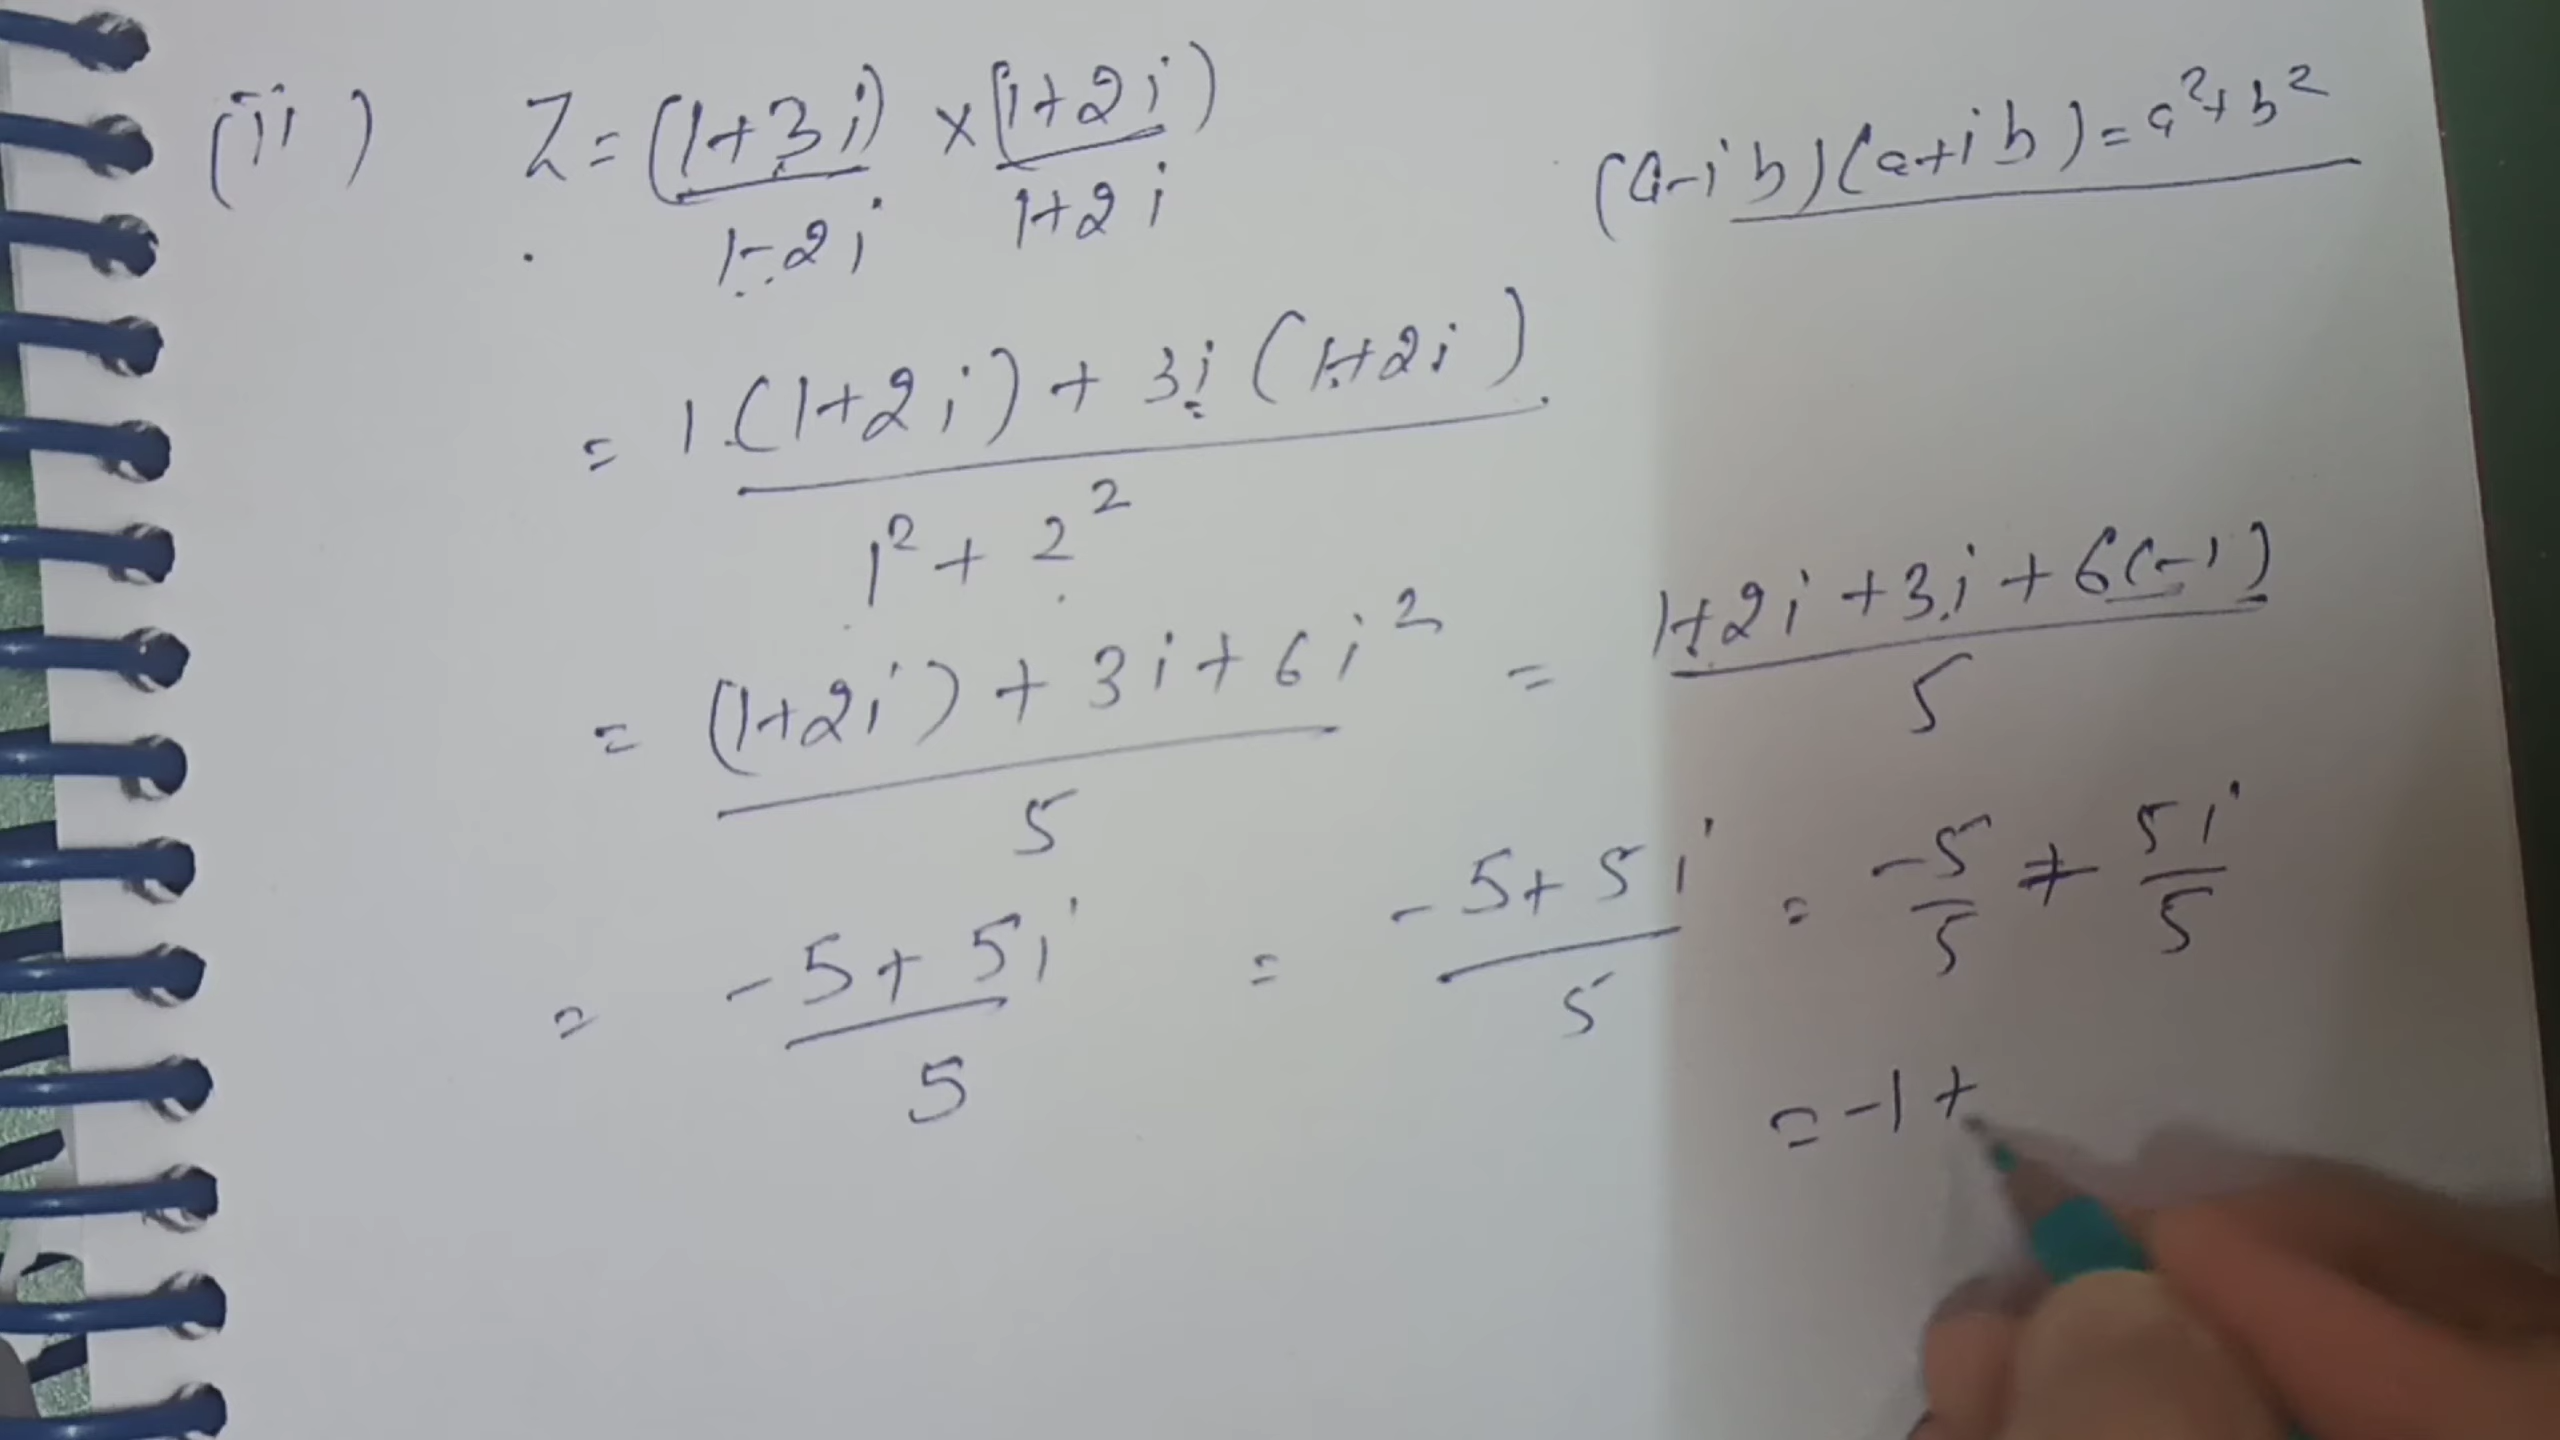 (ii) Z = (1+3i)/(1-2i) × (1+2i)/(1+2i)
(a-ib)(a+ib) = a²+b²
= (1(1+2i) + 3i(1+2i))/(1² + 2²)
= ((1+2i) + 3i + 6i²)/5 = (1+2i+3i+6(-1))/5
= (-5+5i)/5 = (-5+5i)/5 = -5/5 + 5i/5
= -1 +